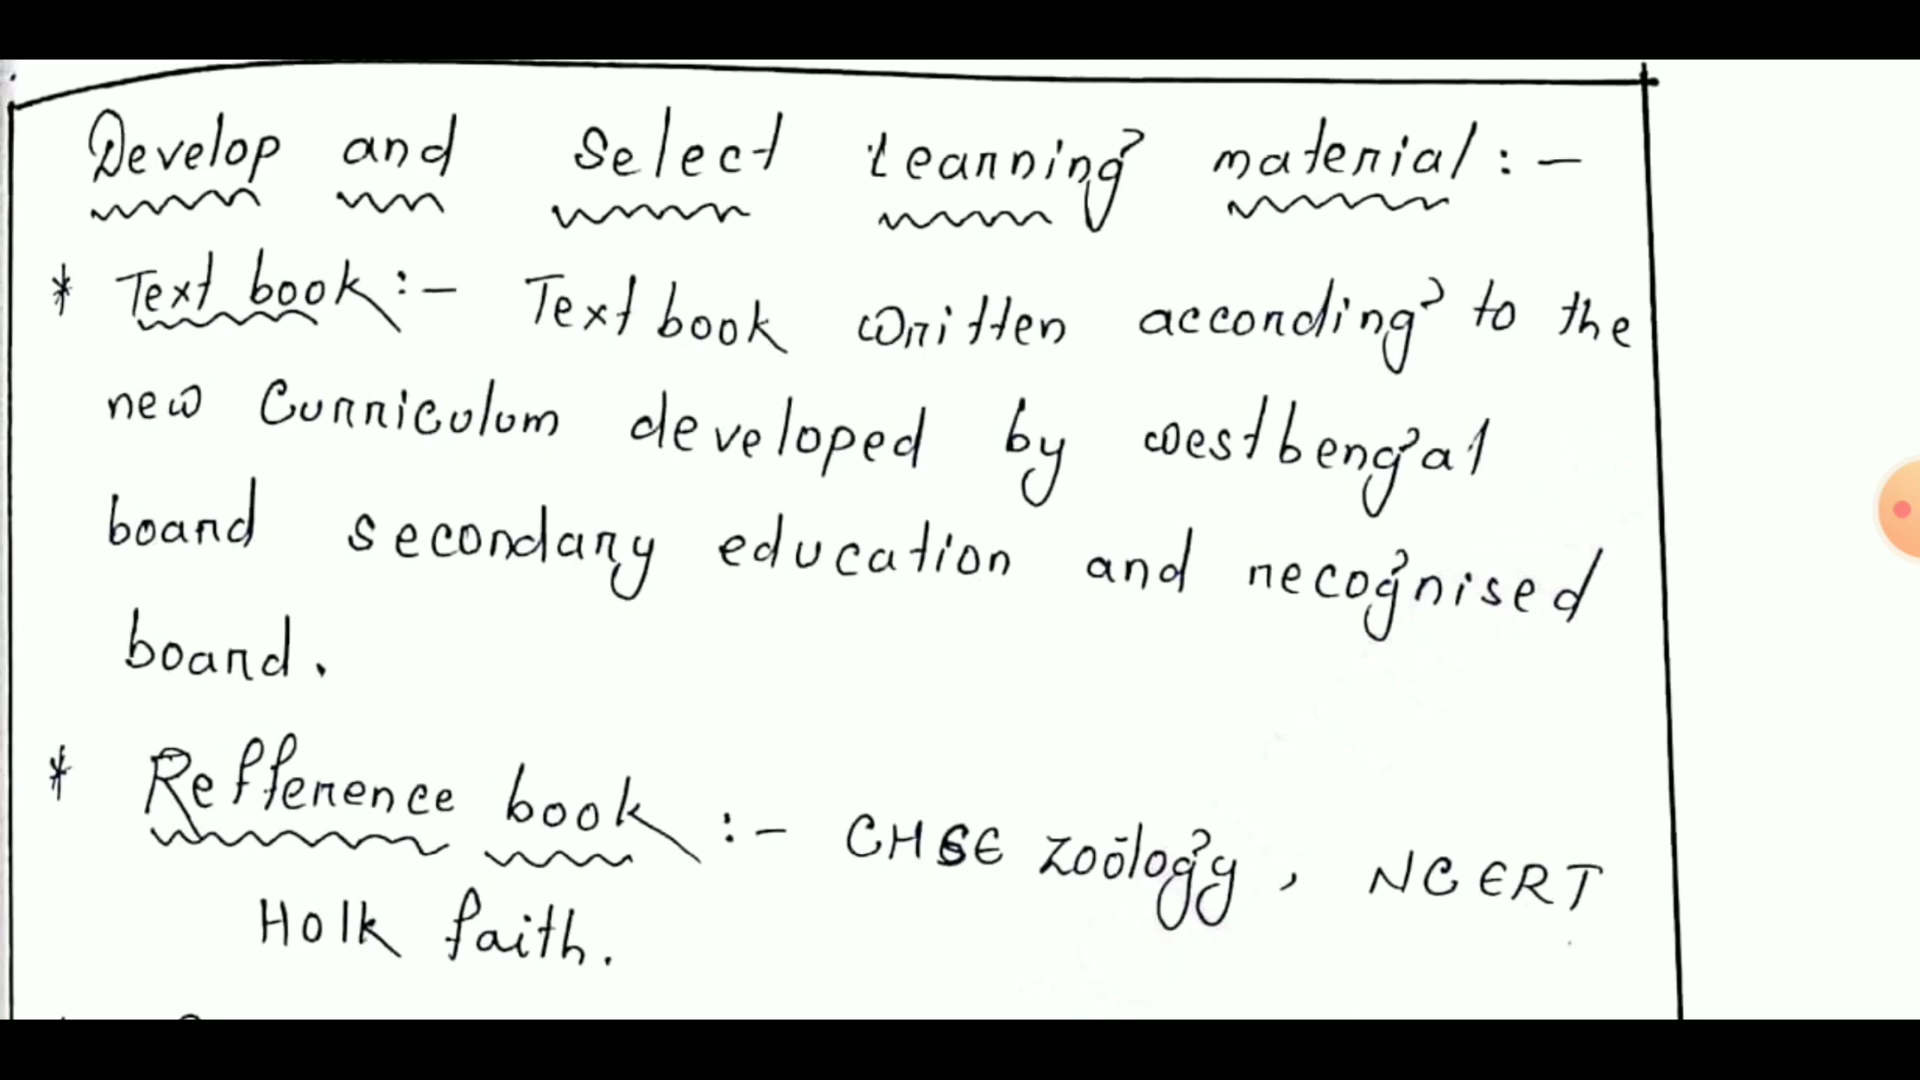 Develop and Select Learning material :-
* Text book :- Text book written according to the
new Curriculum developed by westbengal
board secondary education and recognised
board.
* Refference book :- CHSE Zoology, NCERT
Holk faith.